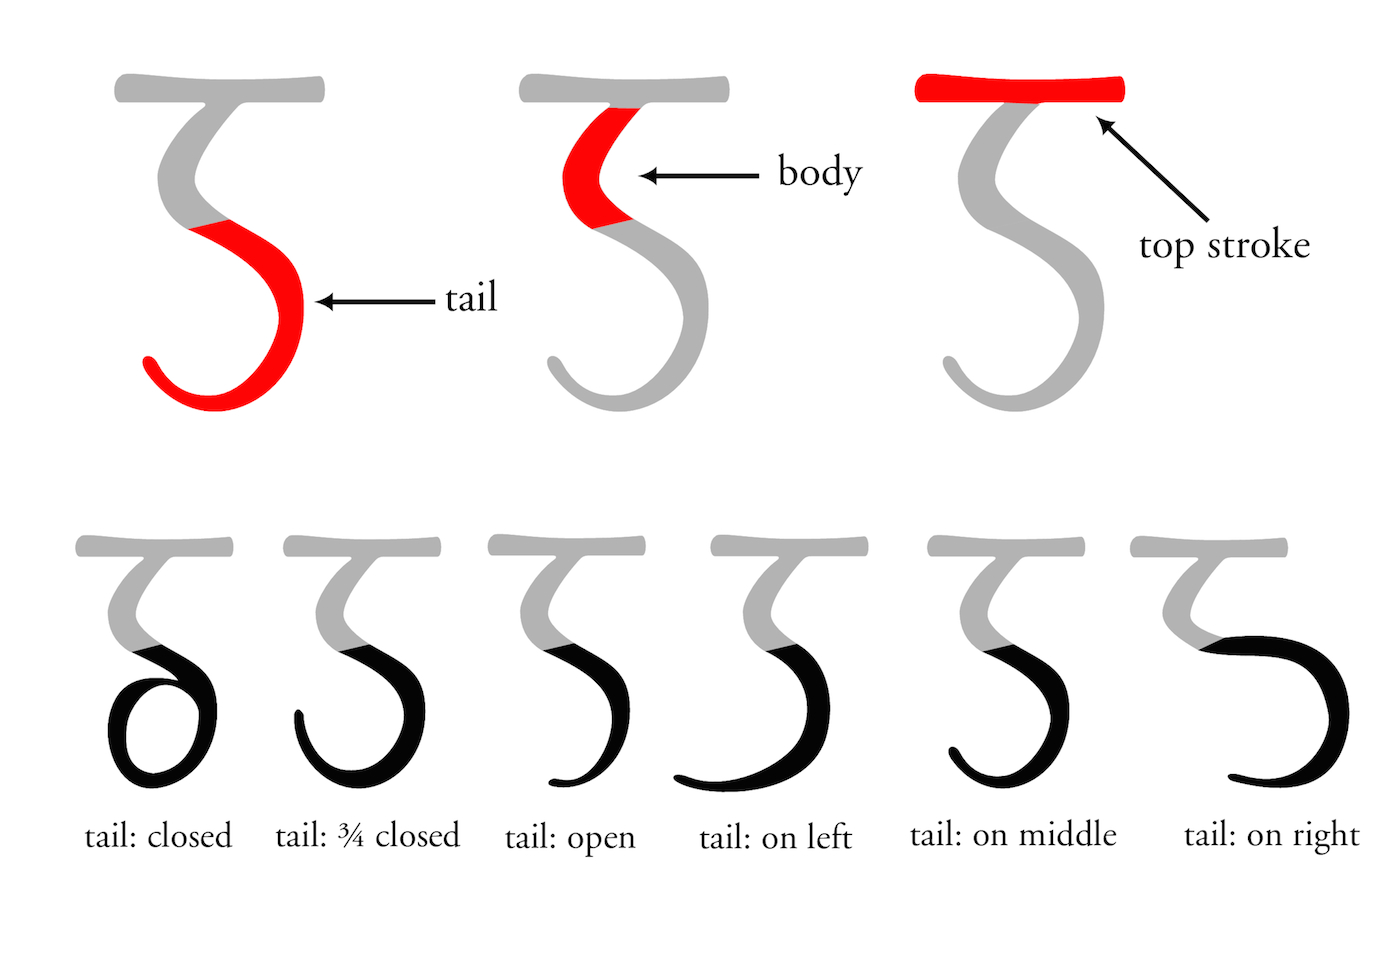 body
top stroke
tail
tail: closed
tail: ¾ closed
tail: open
tail: on left
tail: on middle
tail: on right